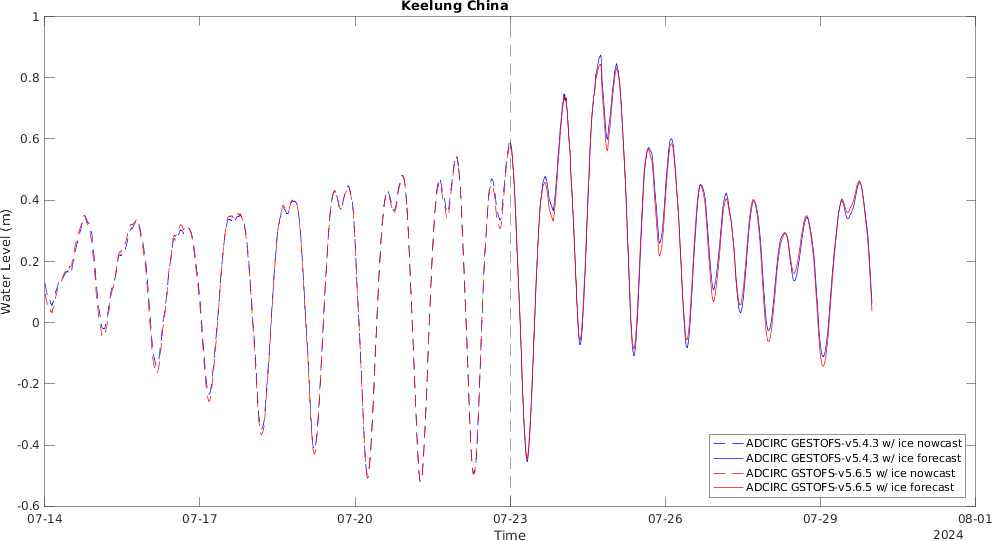 Keelung China
1
0.8
0.6
0.4
0.2
0
-0.2
-0.4
-0.6
Water Level (m)
ADCIRC GESTOFS-v5.4.3 w/ ice nowcast
ADCIRC GESTOFS-v5.4.3 w/ ice forecast
ADCIRC GSTOFS-v5.6.5 w/ ice nowcast
ADCIRC GSTOFS-v5.6.5 w/ ice forecast
07-14 07-17 07-20 07-23 07-26 07-29 08-01
Time
2024